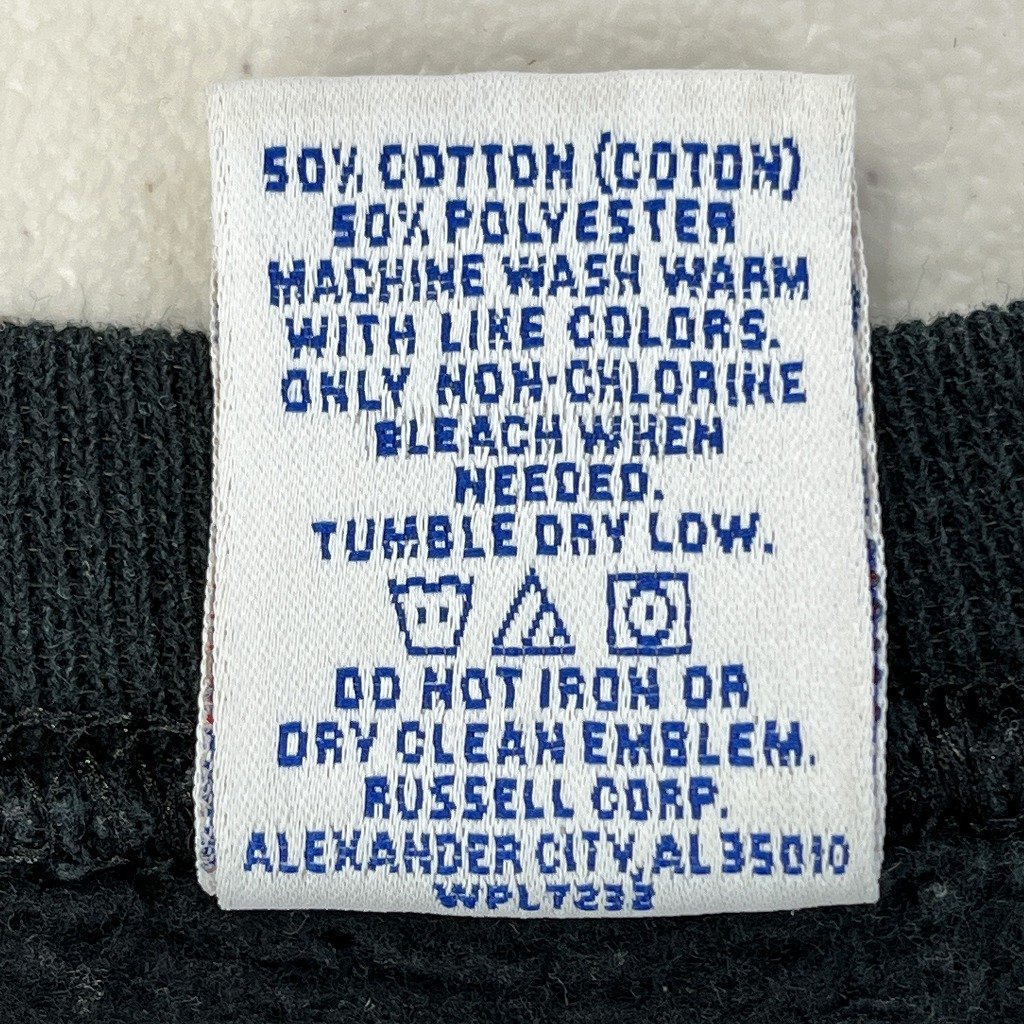 50% COTTON (COTON)
50% POLYESTER
MACHINE WASH WARM
WITH LIKE COLORS.
ONLY NON-CHLORINE
BLEACH WHEN
NEEDED.
TUMBLE DRY LOW.
DO NOT IRON OR
DRY CLEAN EMBLEM.
RUSSELL CORP.
ALEXANDER CITY, AL 35010
WPL7232